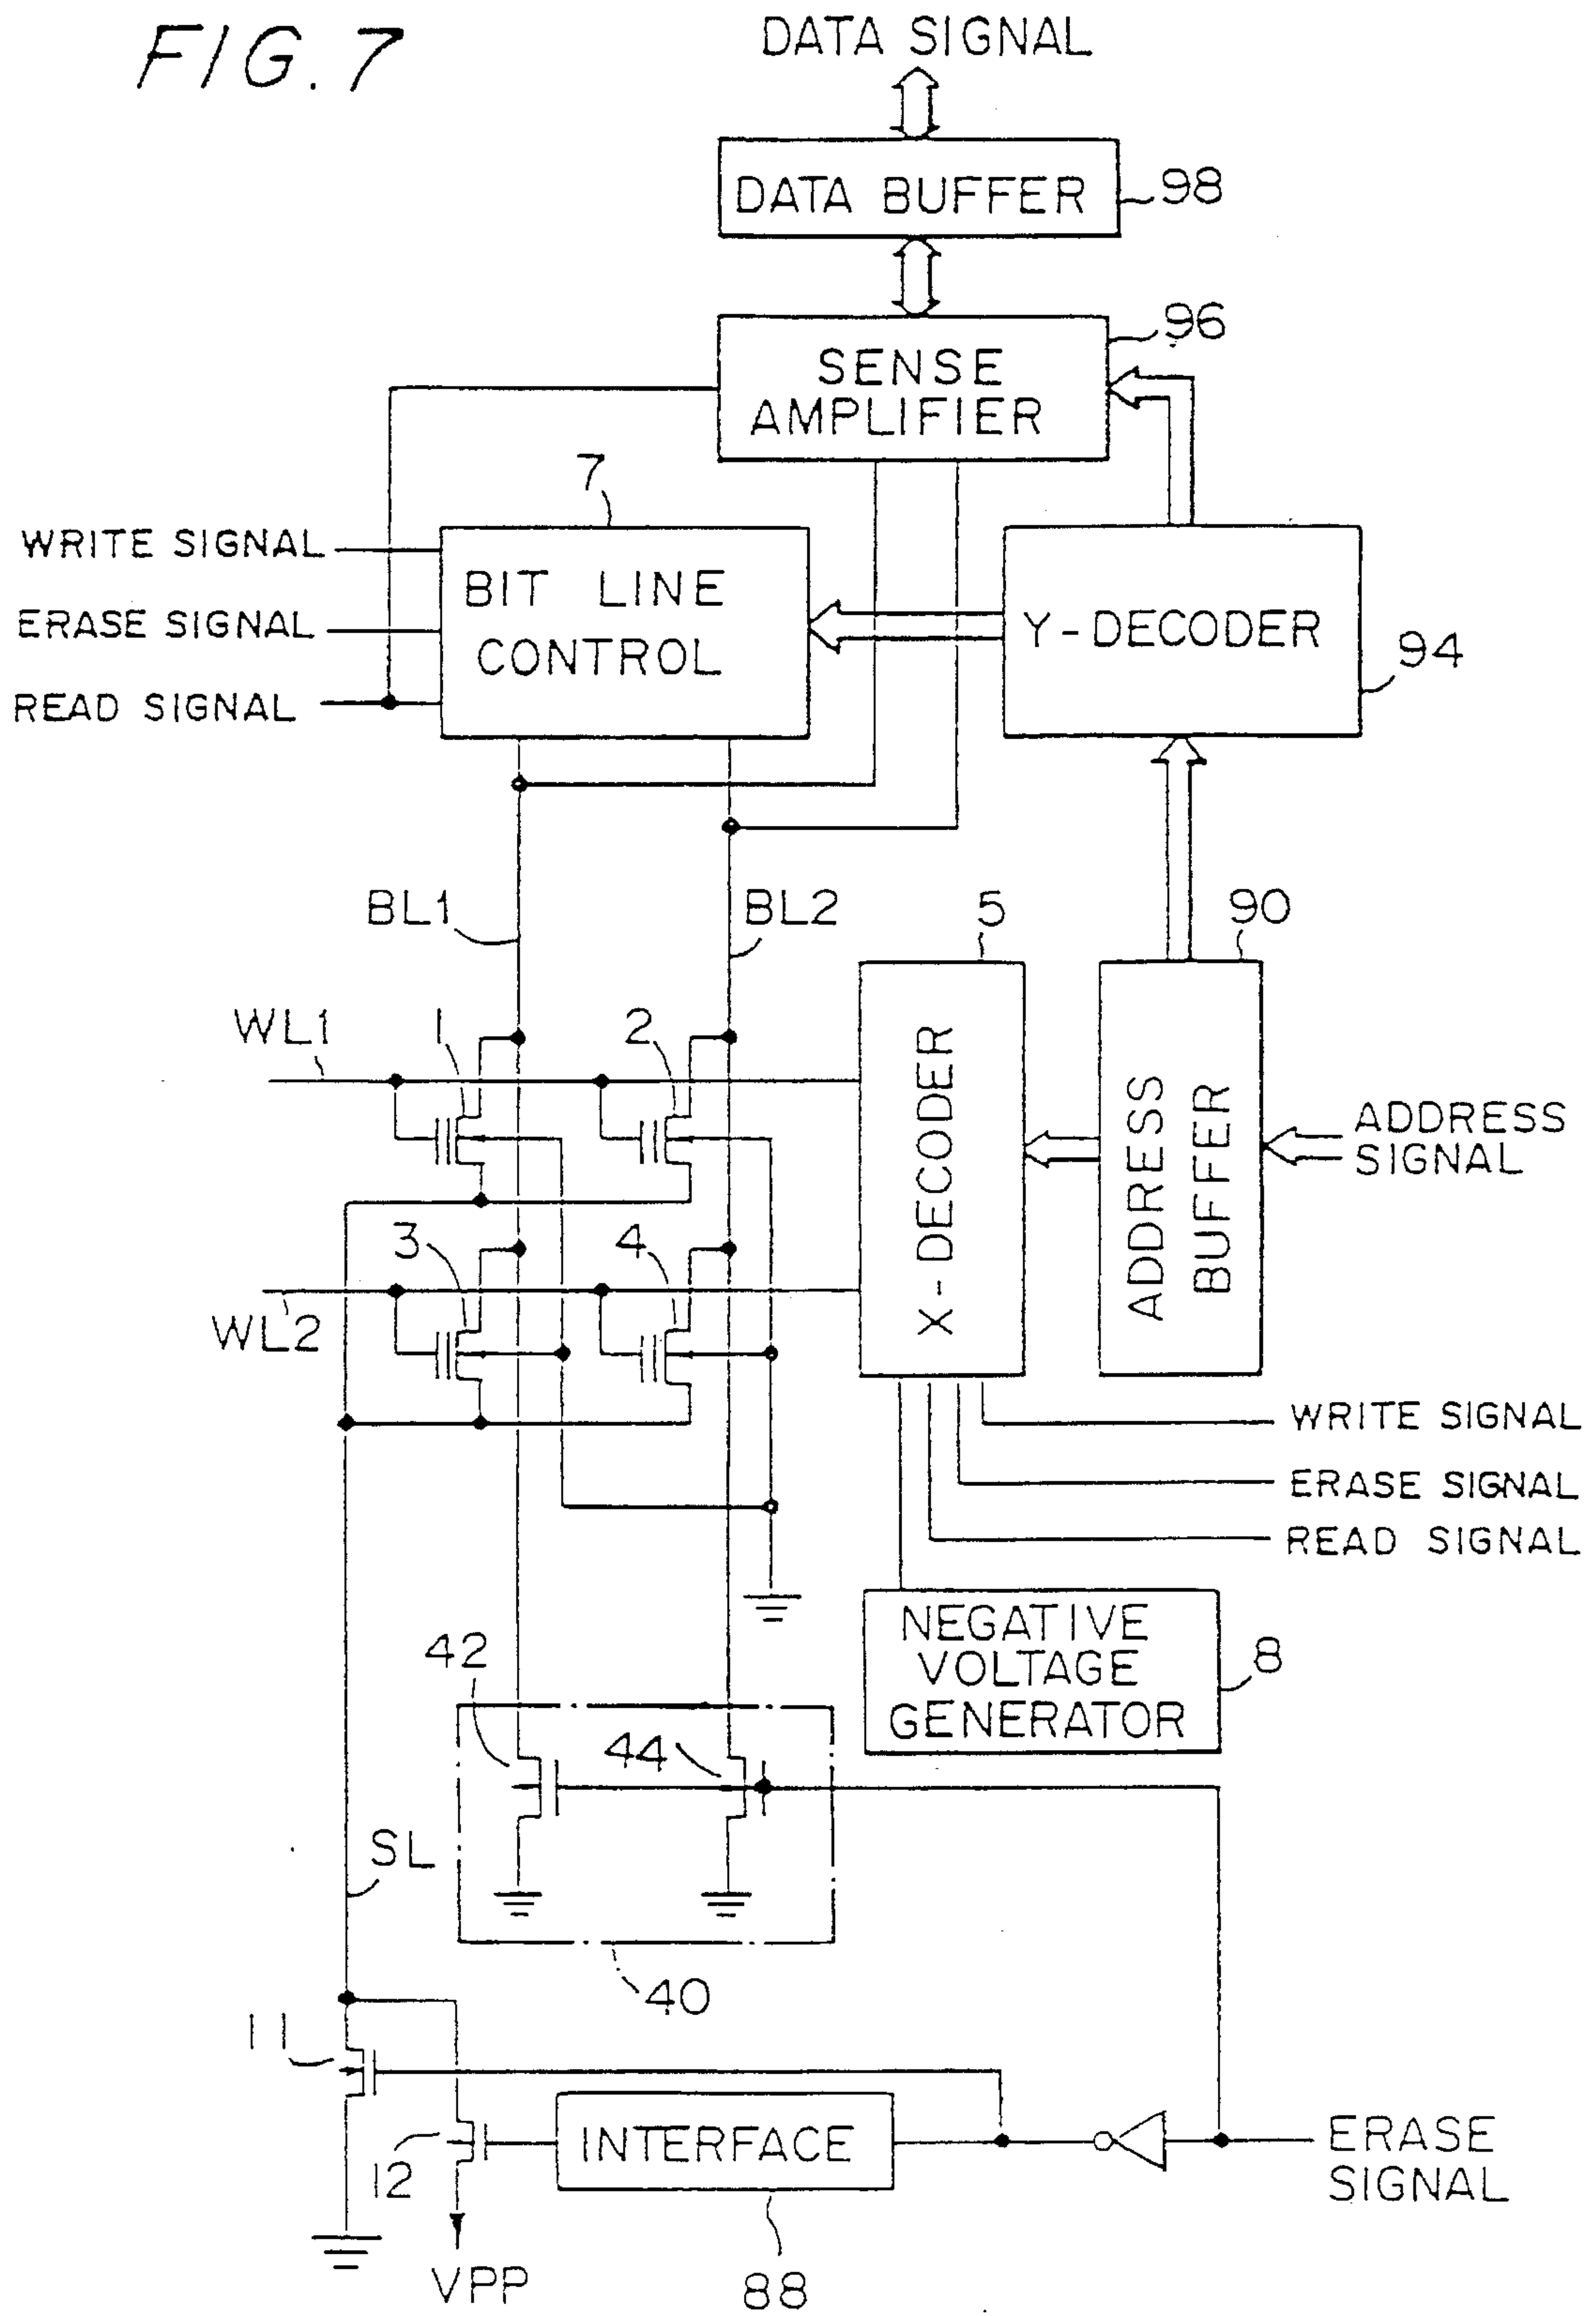 FIG. 7
DATA SIGNAL
DATA BUFFER
98
96
SENSE
AMPLIFIER
7
WRITE SIGNAL
BIT LINE
CONTROL
ERASE SIGNAL
READ SIGNAL
Y-DECODER
94
BL1
BL2
5
90
WL1
1
2
X-DECODER
ADDRESS
BUFFER
ADDRESS
SIGNAL
3
4
WL2
WRITE SIGNAL
ERASE SIGNAL
READ SIGNAL
NEGATIVE
VOLTAGE
GENERATOR
8
42
44
SL
40
11
12
INTERFACE
ERASE
SIGNAL
VPP
88